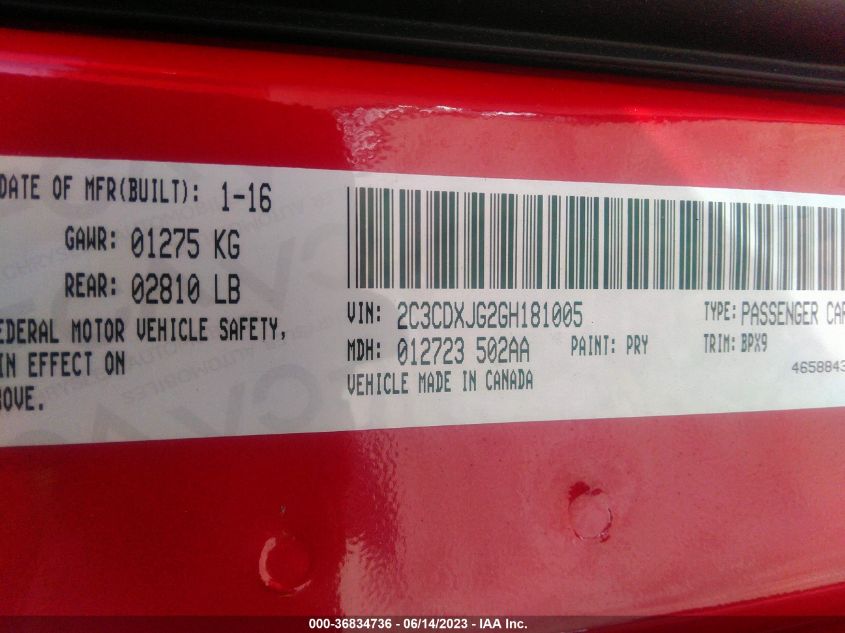 DATE OF MFR(BUILT): 1-16
GAWR: 01275 KG
REAR: 02810 LB
EDERAL MOTOR VEHICLE SAFETY,
IN EFFECT ON
BOVE.
VIN: 2C3CDXJG2GH181005 TYPE: PASSENGER CAR
MDH: 012723 502AA PAINT: PRY TRIM: BPX9
VEHICLE MADE IN CANADA
4658843
000-36834736 - 06/14/2023 - IAA Inc.